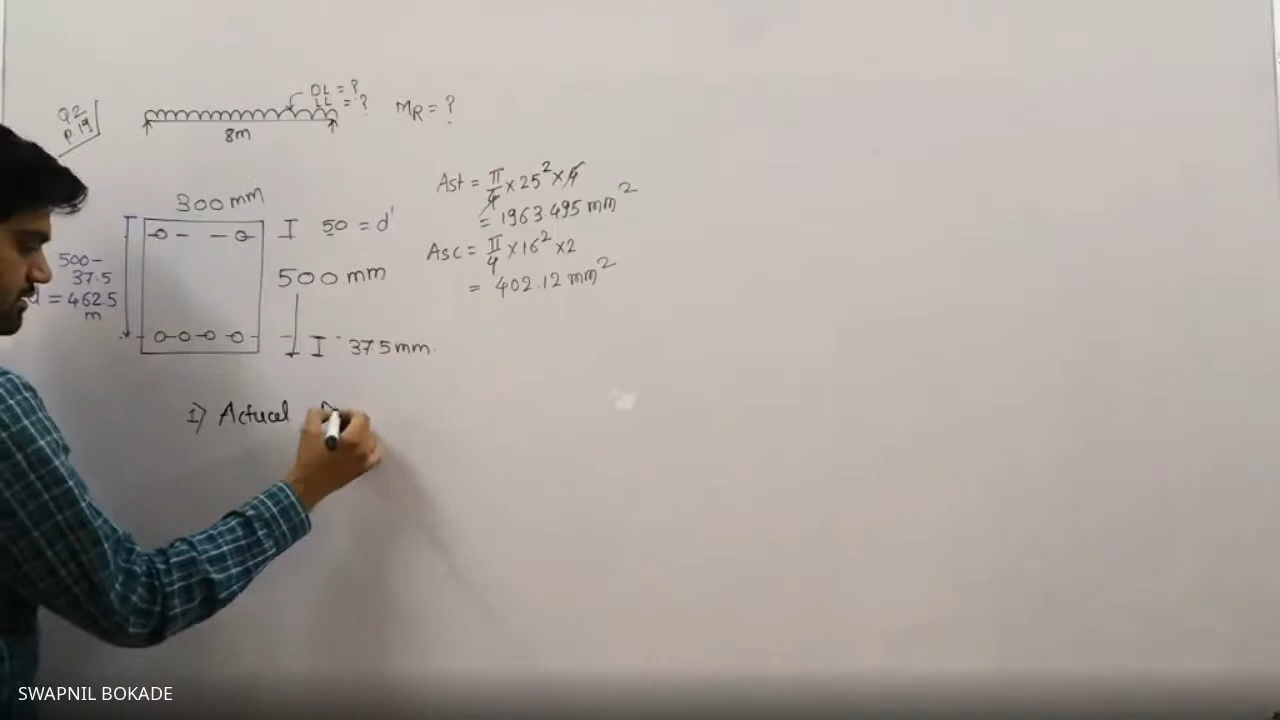 Q2
P 19
DL = ?
LL = ?
8m
MR = ?
300 mm
50 = d'
500-
37.5
d = 462.5
m
500 mm
37.5 mm.
Ast = π/4 × 25² × 4
= 1963.495 mm²
Asc = π/4 × 16² × 2
= 402.12 mm²
1) Actual
SWAPNIL BOKADE